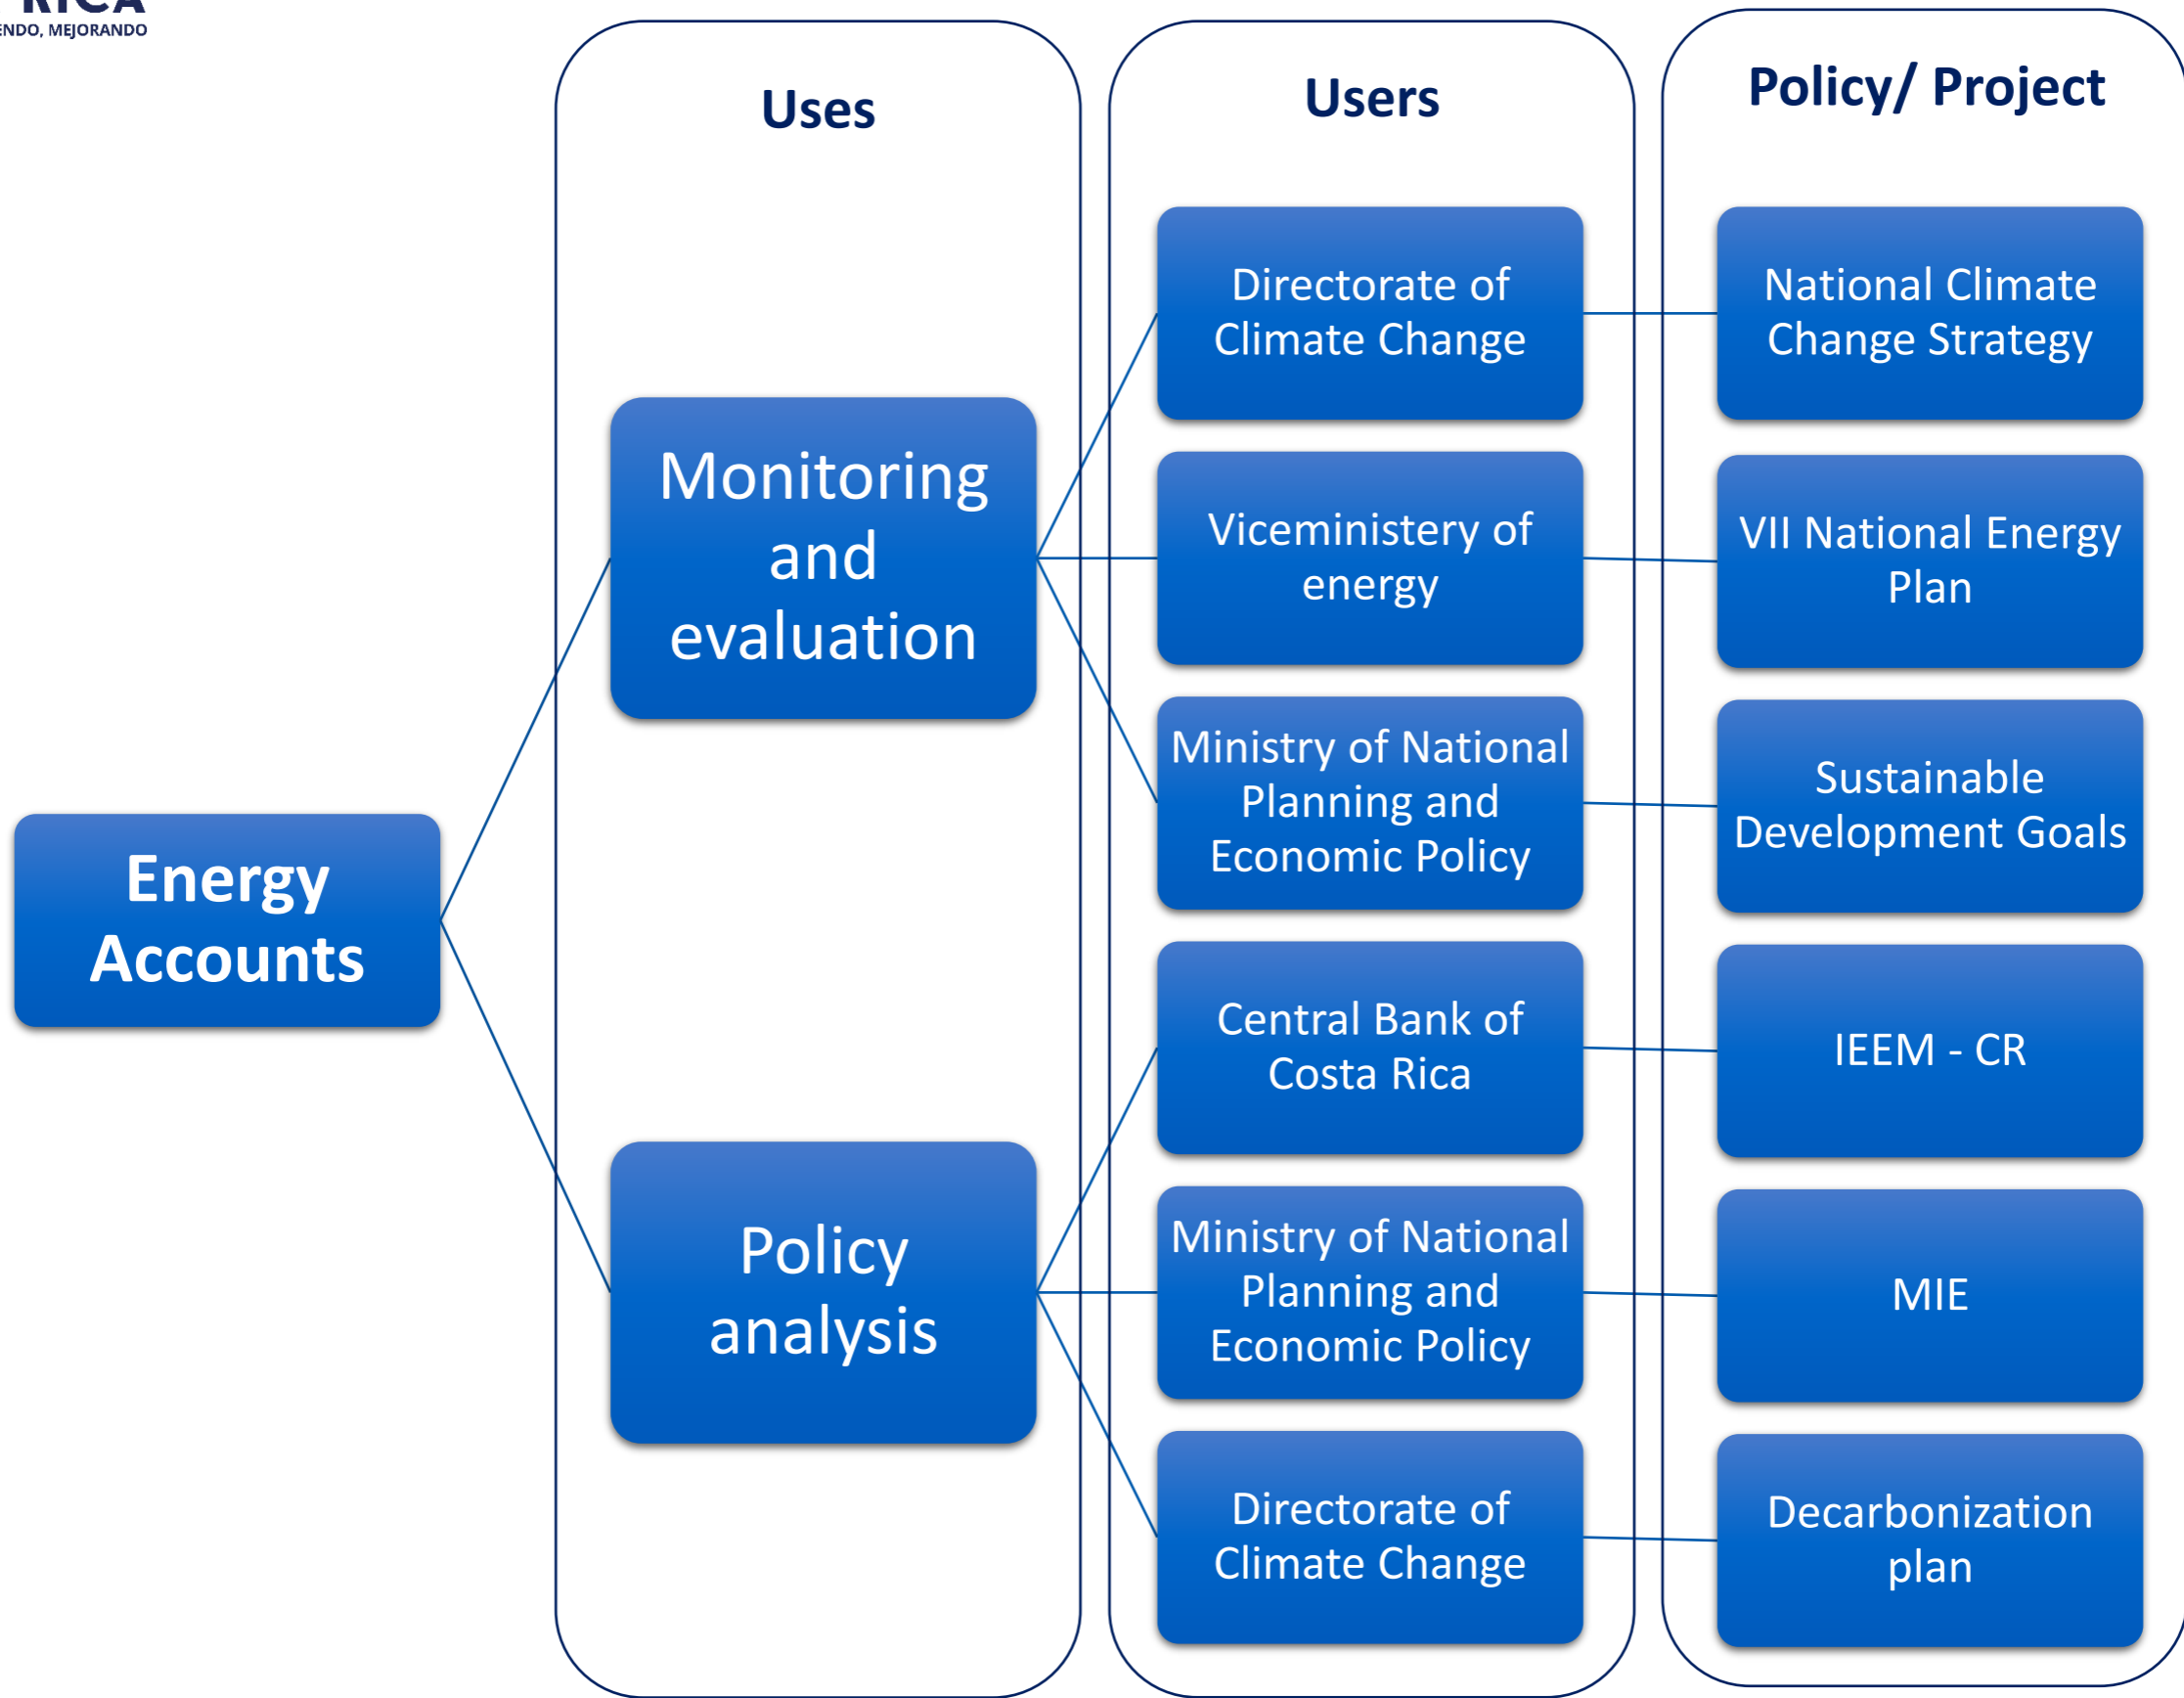 RICA
ENDO, MEJORANDO
Uses
Users
Policy/ Project
Energy
Accounts
Monitoring
and
evaluation
Policy
analysis
Directorate of
Climate Change
Viceministery of
energy
Ministry of National
Planning and
Economic Policy
Central Bank of
Costa Rica
Ministry of National
Planning and
Economic Policy
Directorate of
Climate Change
National Climate
Change Strategy
VII National Energy
Plan
Sustainable
Development Goals
IEEM - CR
MIE
Decarbonization
plan